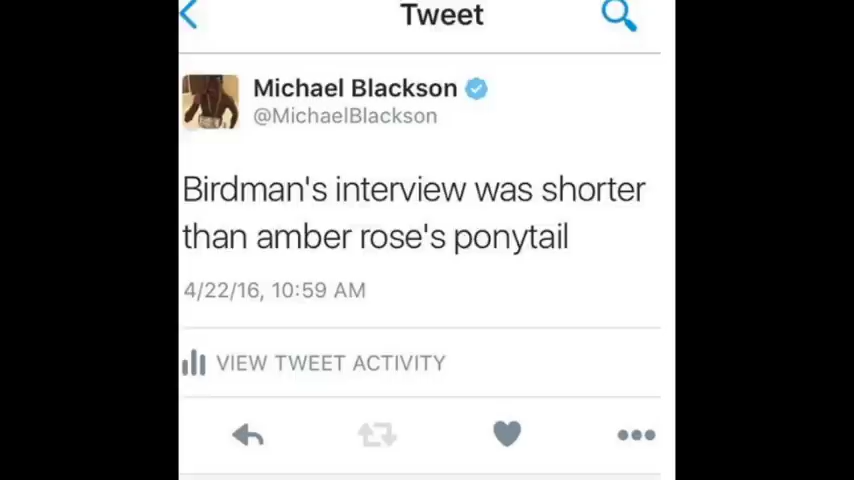 Tweet
Michael Blackson
@MichaelBlackson
Birdman's interview was shorter
than amber rose's ponytail
4/22/16, 10:59 AM
VIEW TWEET ACTIVITY